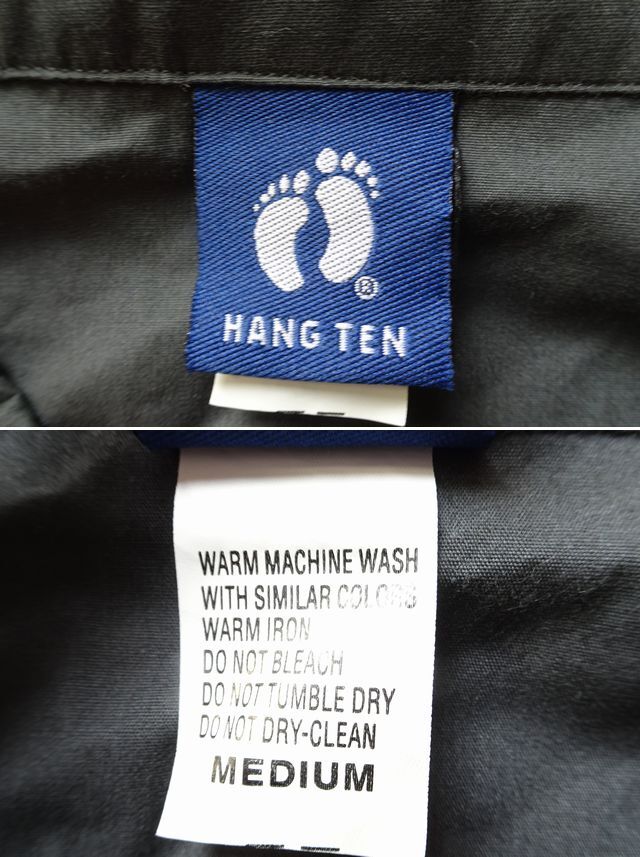 ®
HANG TEN
WARM MACHINE WASH
WITH SIMILAR COLORS
WARM IRON
DO NOT BLEACH
DO NOT TUMBLE DRY
DO NOT DRY-CLEAN
MEDIUM